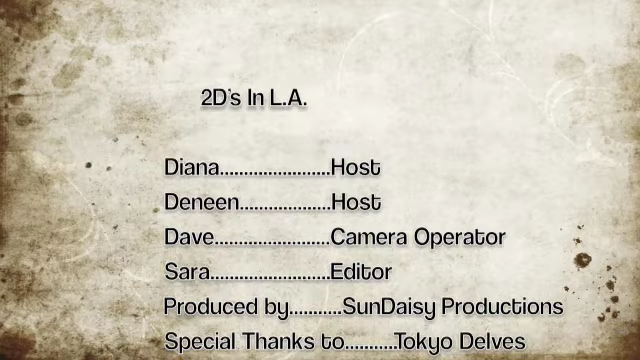 2D's In L.A.
Diana.......................Host
Deneen...................Host
Dave........................Camera Operator
Sara.........................Editor
Produced by...........SunDaisy Productions
Special Thanks to..........Tokyo Delves